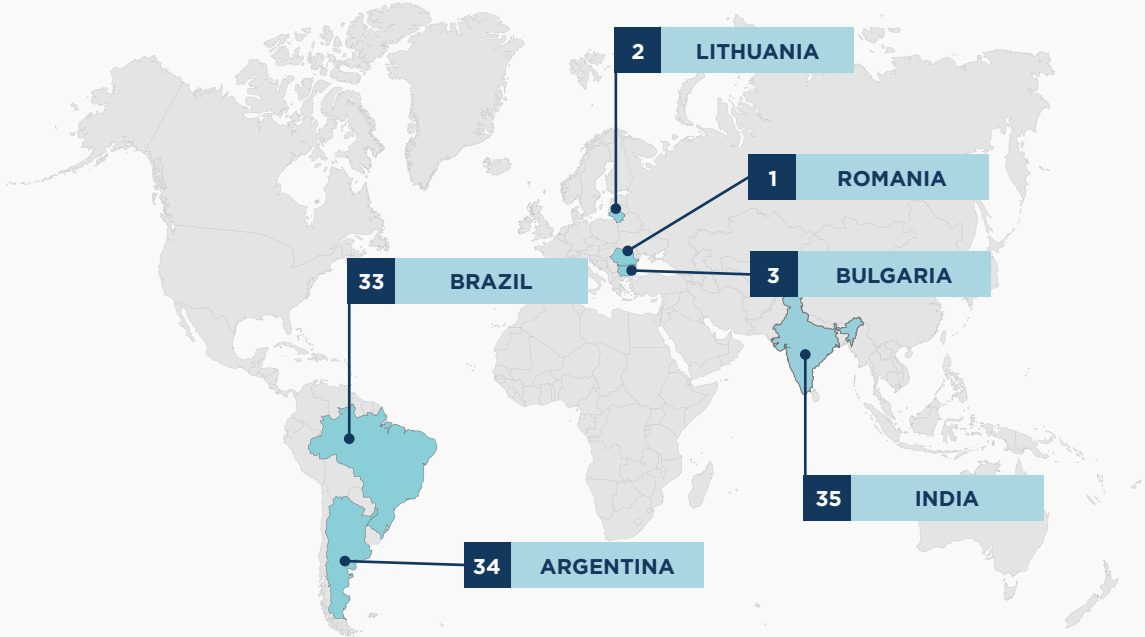 2 LITHUANIA
1 ROMANIA
3 BULGARIA
33 BRAZIL
35 INDIA
34 ARGENTINA